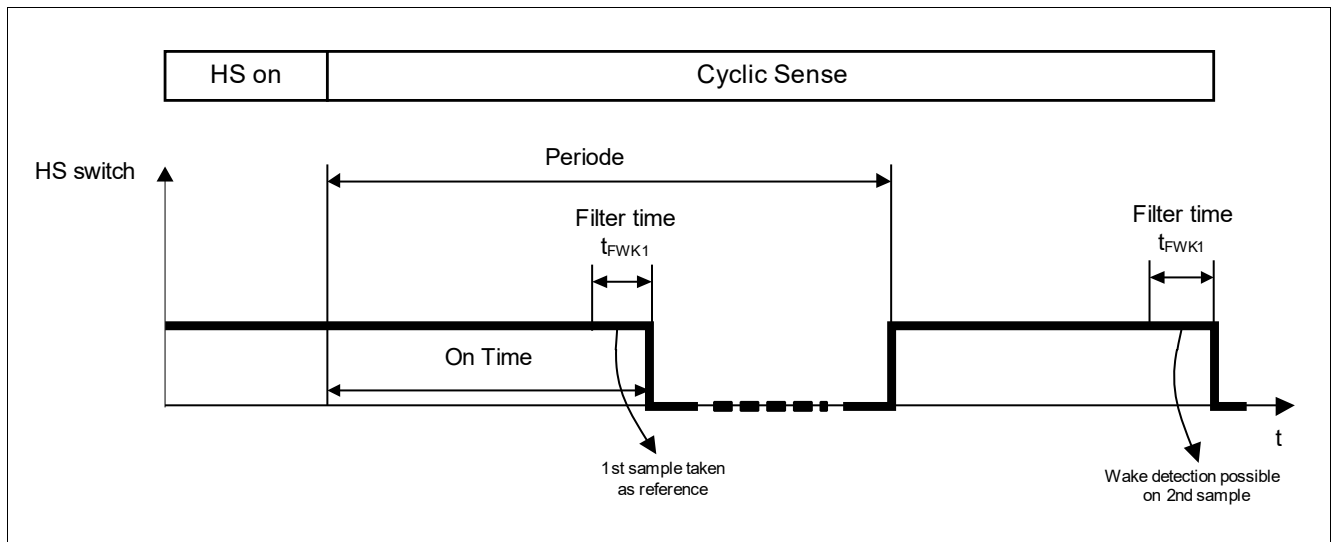 HS on
Cyclic Sense
HS switch
Periode
Filter time
tFWK1
Filter time
tFWK1
On Time
t
1st sample taken
as reference
Wake detection possible
on 2nd sample